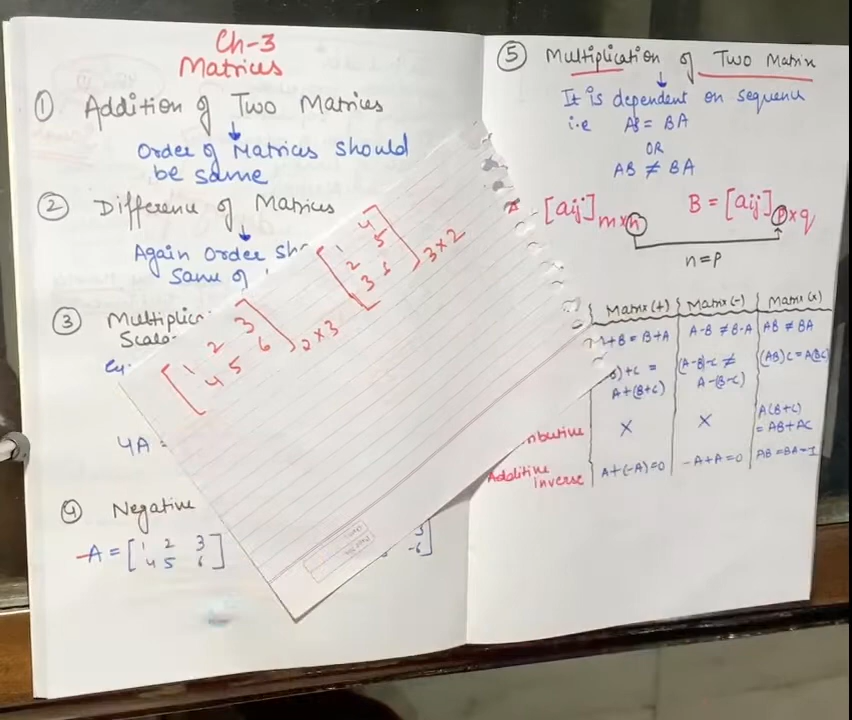 Ch-3
Matrices
① Addition of Two Matrices
↓
Order of Matrices should
be same
② Difference of Matrices
↓
Again order
same of
③
④ Negative
-A = [1 2 3
4 5 6]
3
-6]
4A =
[1 2 3
4 5 6] 2×3
[1 4
2 5
3 6] 3×2
⑤ Multiplication of Two Matrix
↓
It is dependent on sequence
i.e AB = BA
OR
AB ≠ BA
[aij] m×n B = [aij] p×q
n=p
Matrix (+) Matrix (-) Matrix (x)
+B = B+A A-B ≠ B-A AB ≠ BA
)+C = (A-B)-C ≠ (AB)C = A(BC)
A+(B+C) A-(B-C)
X X A(B+C)
= AB+AC
Additive A+(-A)=0 -A+A=0 AB=BA=I
inverse